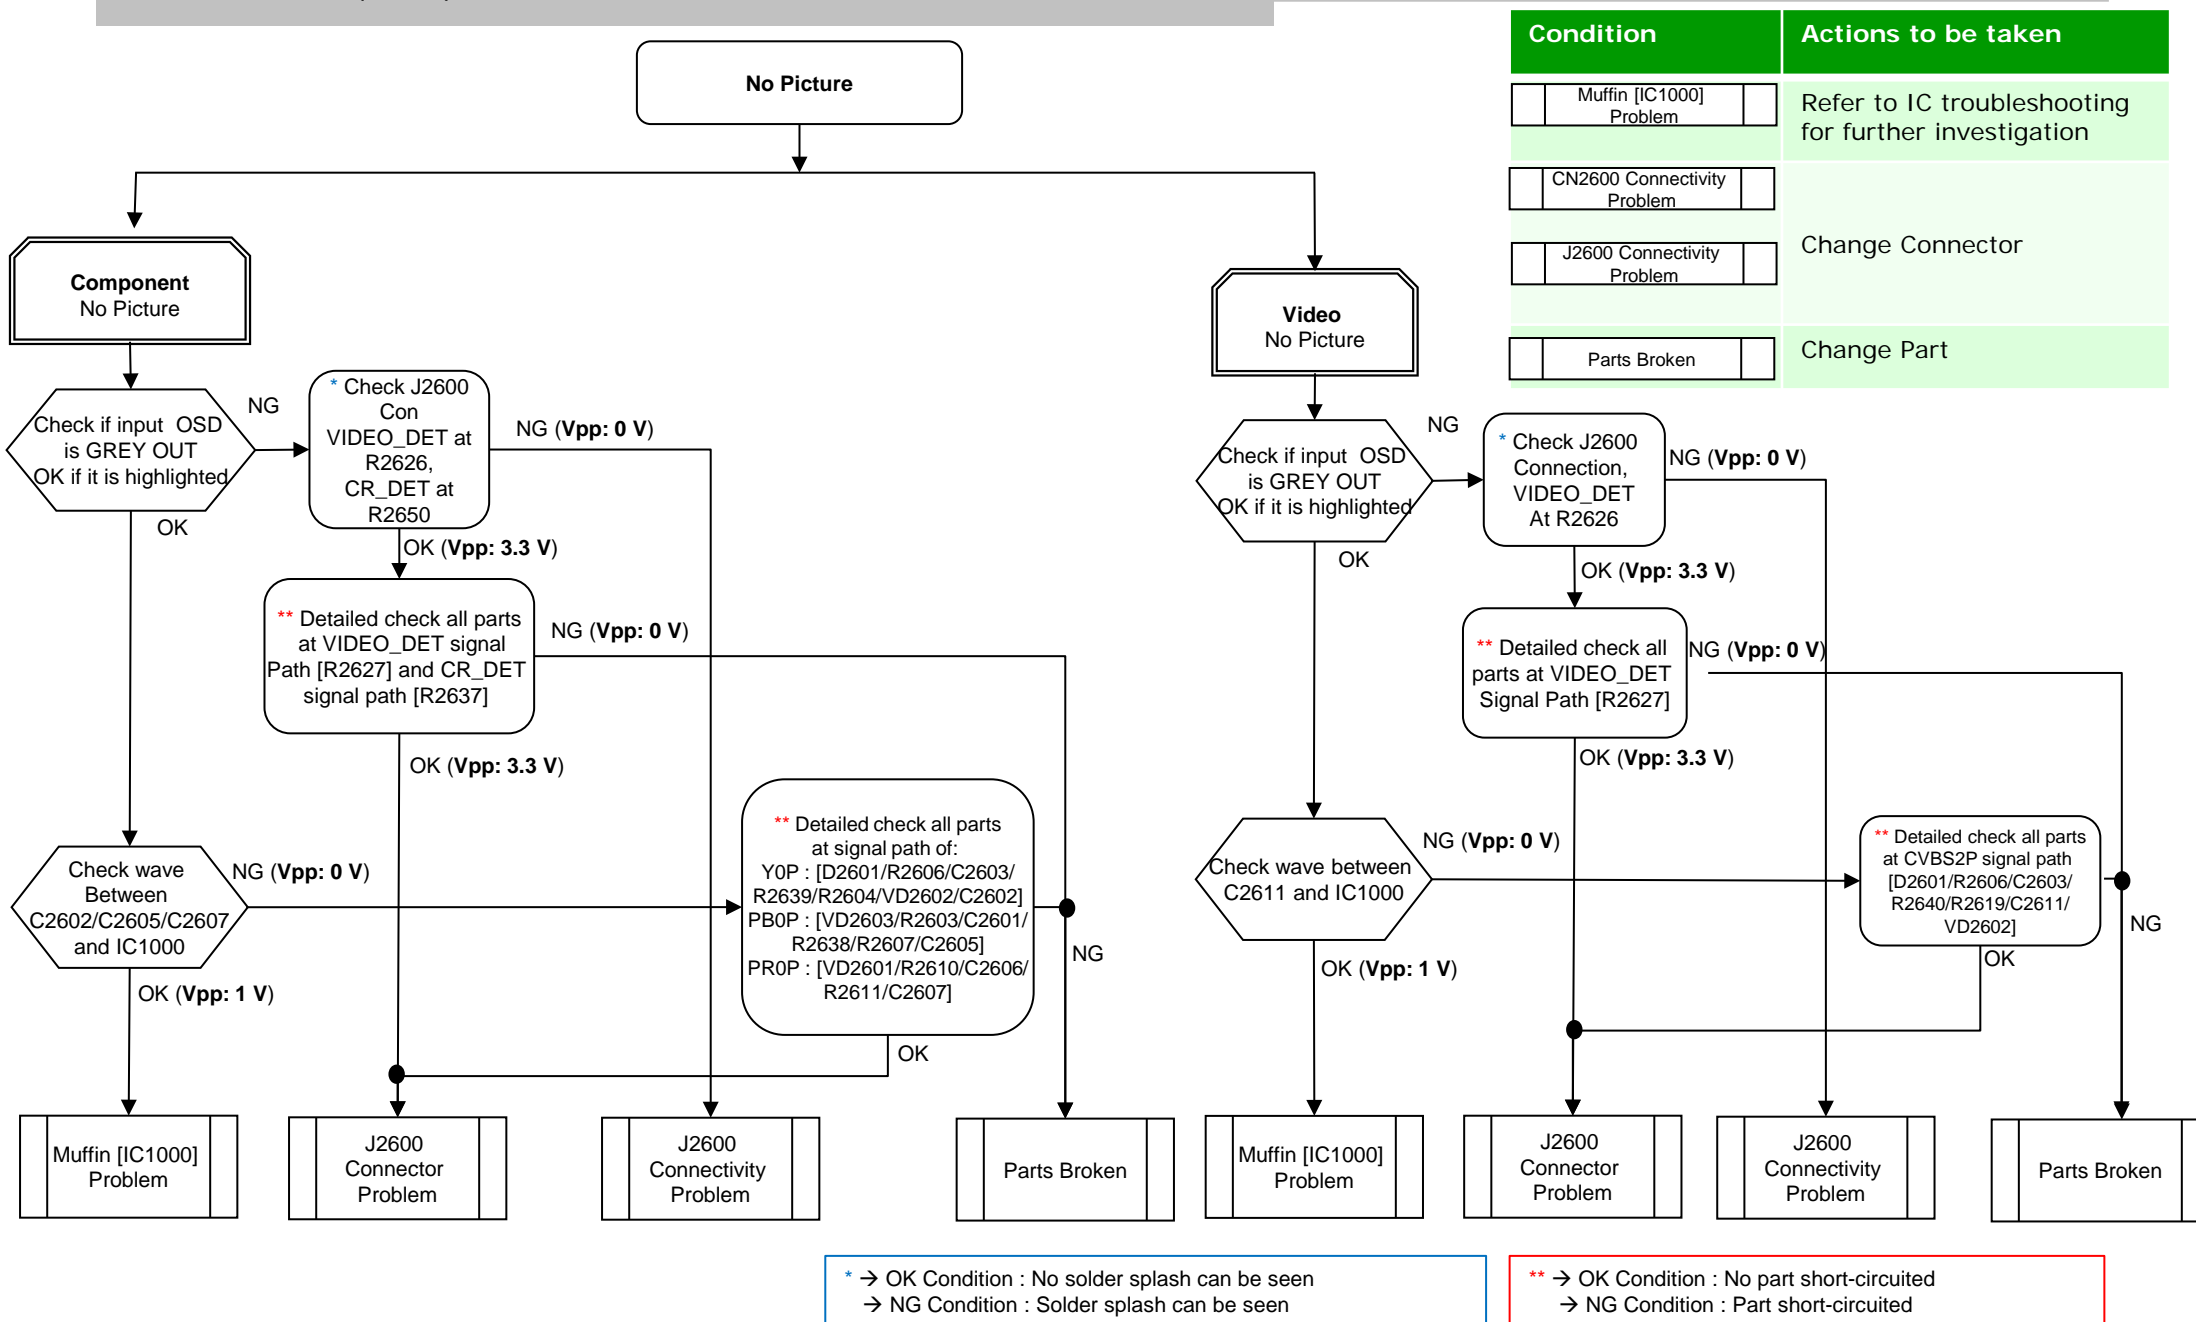 No Picture
Condition
Actions to be taken
Muffin [IC1000]
Problem
Refer to IC troubleshooting
for further investigation
CN2600 Connectivity
Problem
J2600 Connectivity
Problem
Change Connector
Parts Broken
Change Part
Component
No Picture
Check if input OSD
is GREY OUT
OK if it is highlighted
NG
OK
* Check J2600
Con
VIDEO_DET at
R2626,
CR_DET at
R2650
NG (Vpp: 0 V)
OK (Vpp: 3.3 V)
** Detailed check all parts
at VIDEO_DET signal
Path [R2627] and CR_DET
signal path [R2637]
NG (Vpp: 0 V)
OK (Vpp: 3.3 V)
Check wave
Between
C2602/C2605/C2607
and IC1000
NG (Vpp: 0 V)
OK (Vpp: 1 V)
** Detailed check all parts
at signal path of:
Y0P : [D2601/R2606/C2603/
R2639/R2604/VD2602/C2602]
PB0P : [VD2603/R2603/C2601/
R2638/R2607/C2605]
PR0P : [VD2601/R2610/C2606/
R2611/C2607]
NG
OK
Muffin [IC1000]
Problem
J2600
Connector
Problem
J2600
Connectivity
Problem
Parts Broken
Video
No Picture
Check if input OSD
is GREY OUT
OK if it is highlighted
NG
OK
* Check J2600
Connection,
VIDEO_DET
At R2626
NG (Vpp: 0 V)
OK (Vpp: 3.3 V)
** Detailed check all
parts at VIDEO_DET
Signal Path [R2627]
NG (Vpp: 0 V)
OK (Vpp: 3.3 V)
Check wave between
C2611 and IC1000
NG (Vpp: 0 V)
OK (Vpp: 1 V)
** Detailed check all parts
at CVBS2P signal path
[D2601/R2606/C2603/
R2640/R2619/C2611/
VD2602]
NG
OK
Muffin [IC1000]
Problem
J2600
Connector
Problem
J2600
Connectivity
Problem
Parts Broken
* → OK Condition : No solder splash can be seen
→ NG Condition : Solder splash can be seen
** → OK Condition : No part short-circuited
→ NG Condition : Part short-circuited